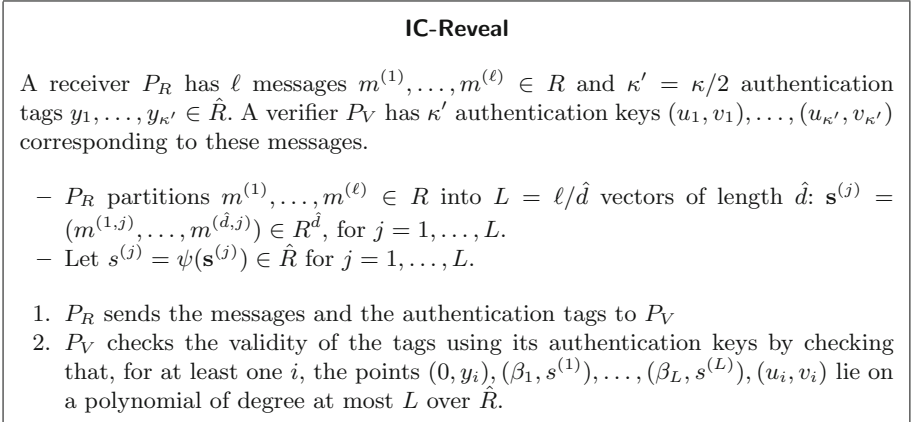 IC-Reveal
A receiver P_R has ℓ messages m^{(1)}, . . . , m^{(ℓ)} ∈ R and κ′ = κ/2 authentication
tags y_1, . . . , y_{κ′} ∈ R̂. A verifier P_V has κ′ authentication keys (u_1, v_1), . . . , (u_{κ′}, v_{κ′})
corresponding to these messages.
– P_R partitions m^{(1)}, . . . , m^{(ℓ)} ∈ R into L = ℓ/d̂ vectors of length d̂: **s**^{(j)} =
(m^{(1,j)}, . . . , m^{(d̂,j)}) ∈ R^{d̂}, for j = 1, . . . , L.
– Let s^{(j)} = ψ(**s**^{(j)}) ∈ R̂ for j = 1, . . . , L.
1. P_R sends the messages and the authentication tags to P_V
2. P_V checks the validity of the tags using its authentication keys by checking
that, for at least one i, the points (0, y_i), (β_1, s^{(1)}), . . . , (β_L, s^{(L)}), (u_i, v_i) lie on
a polynomial of degree at most L over R̂.